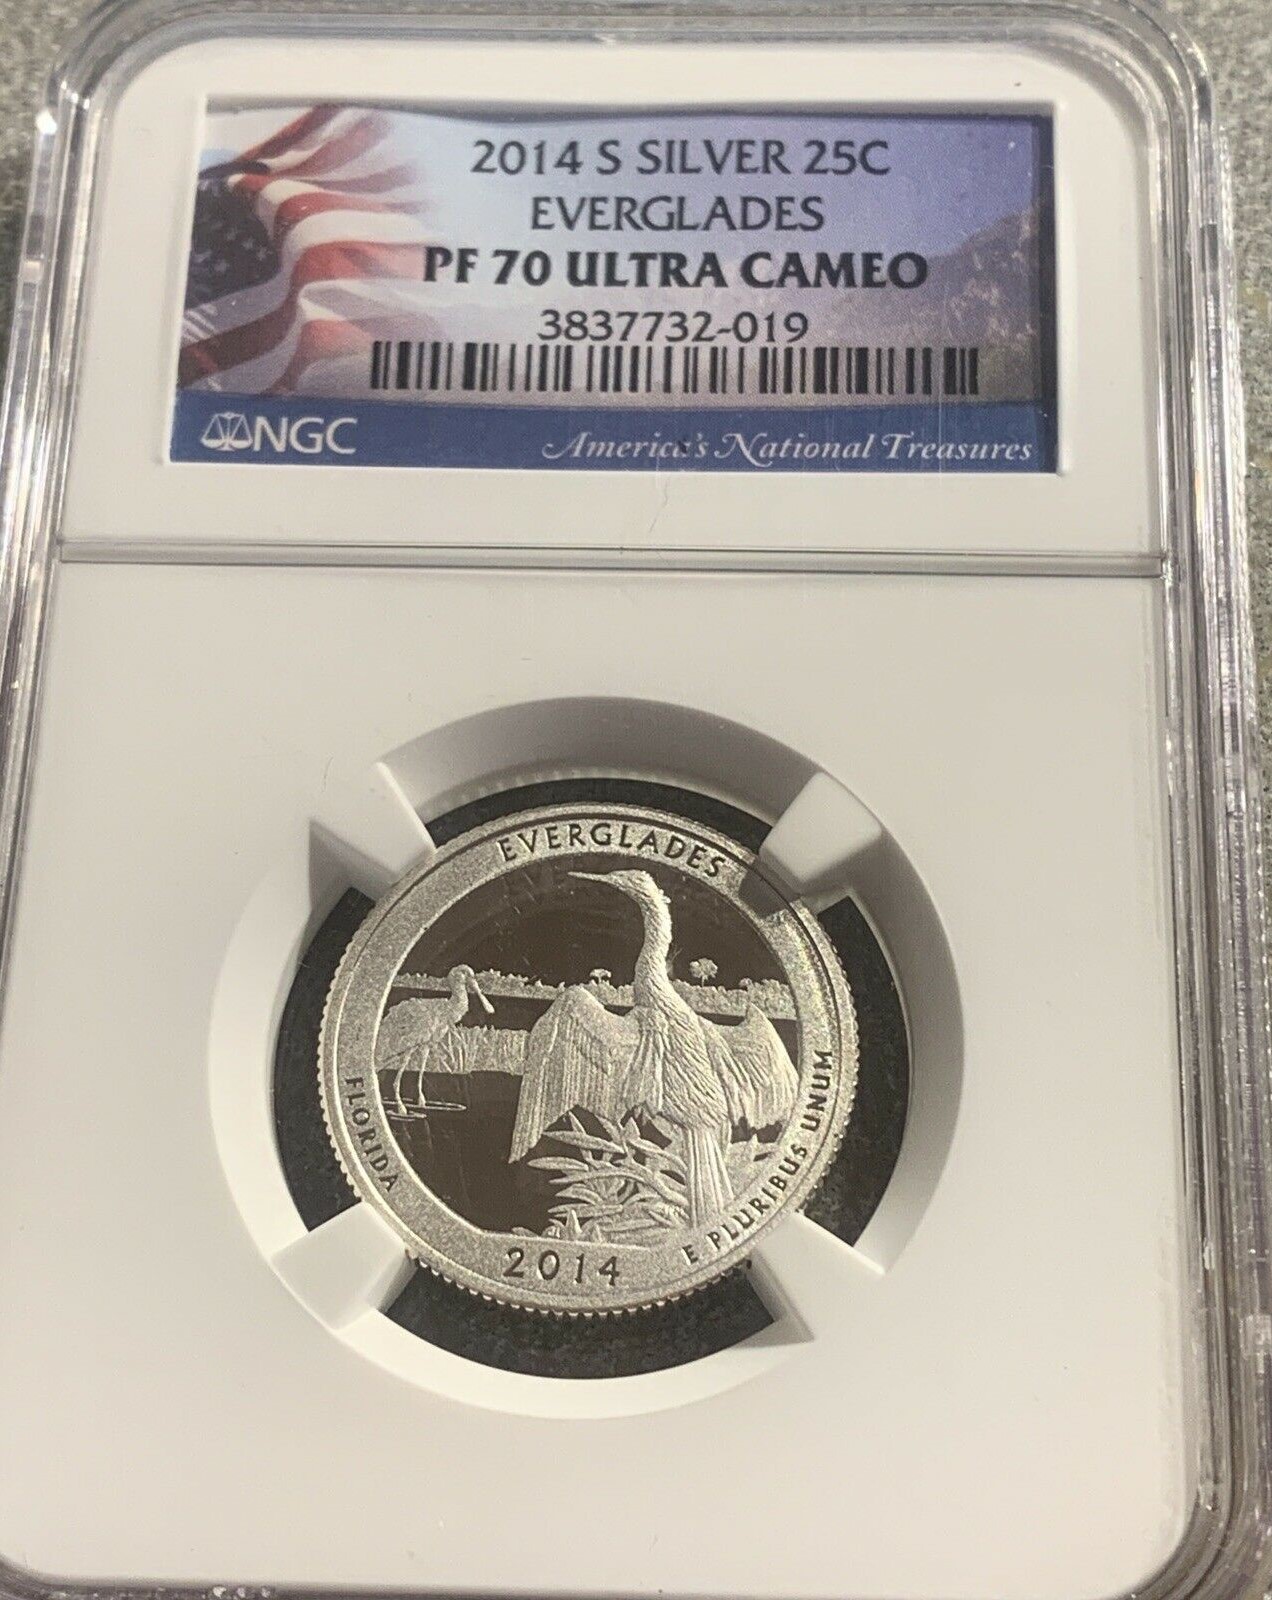 2014 S SILVER 25C
EVERGLADES
PF 70 ULTRA CAMEO
3837732-019
NGC
America's National Treasures
EVERGLADES
FLORIDA
E PLURIBUS UNUM
2014